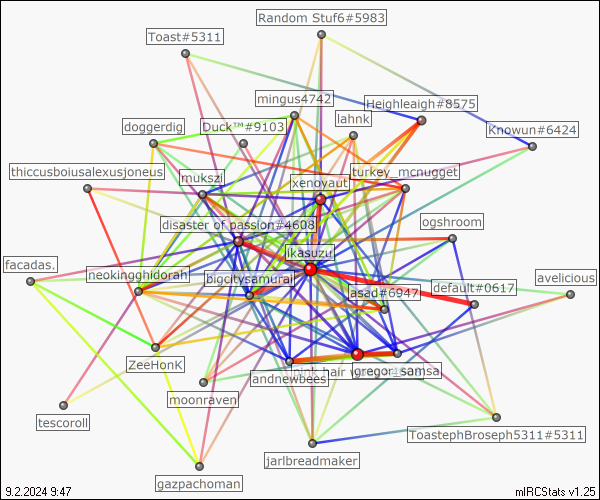 Random Stuf6#5983
Toast#5311
mingus4742
Heighleaigh#8575
lahnk
doggerdig
Duck™#9103
Knowun#6424
thiccusboiusalexusjoneus
mukszi
xenoyaut
turkey_mcnugget
disaster of passion#4608
ogshroom
ikasuzu
facadas.
neokingghidorah
bigcitysamurai
asad#6947
default#0617
avelicious
ZeeHonK
hair
gregor_samsa
andnewbees
moonraven
tescoroll
ToastephBroseph5311#5311
jarlbreadmaker
gazpachoman
9.2.2024 9:47
mIRCStats v1.25